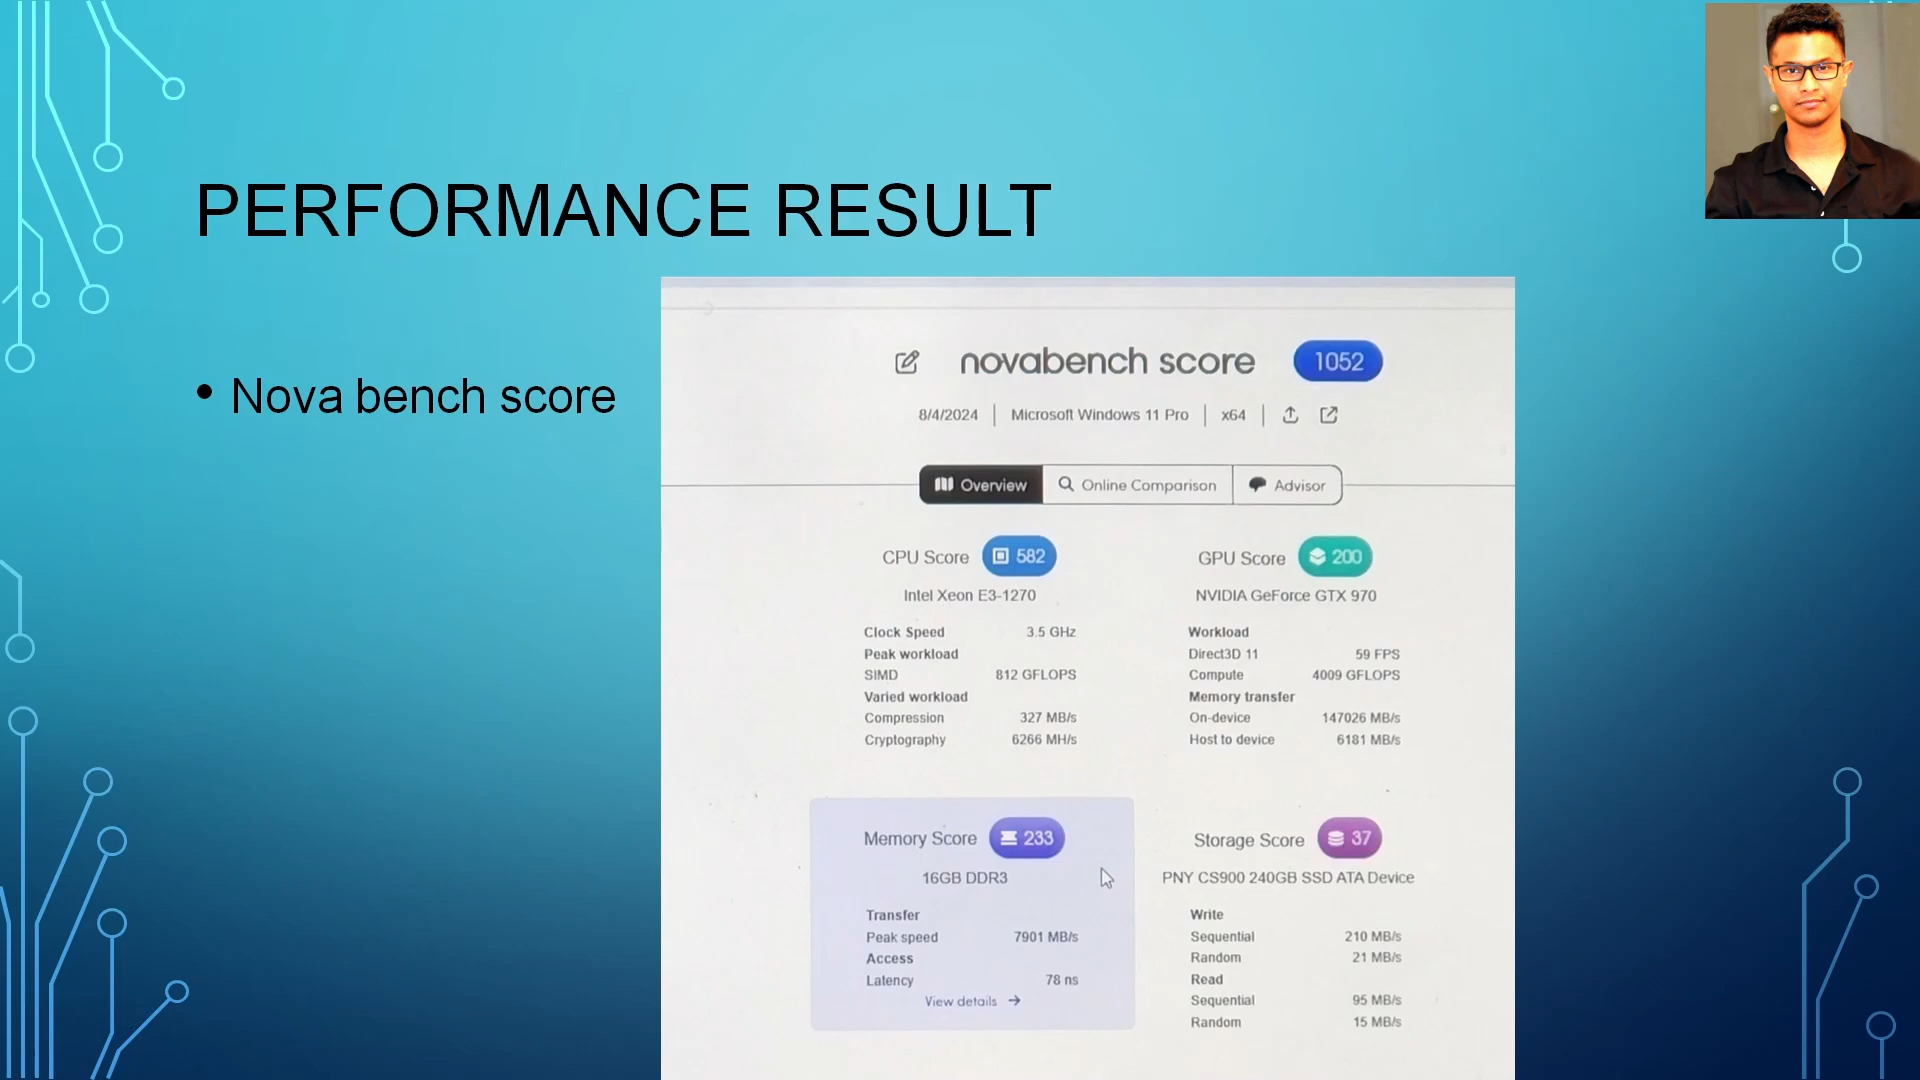 PERFORMANCE RESULT
• Nova bench score
novabench score 1052
8/4/2024 | Microsoft Windows 11 Pro | x64 |
Overview Online Comparison Advisor
CPU Score 582
Intel Xeon E3-1270
Clock Speed 3.5 GHz
Peak workload
SIMD 812 GFLOPS
Varied workload
Compression 327 MB/s
Cryptography 6266 MH/s
GPU Score 200
NVIDIA GeForce GTX 970
Workload
Direct3D 11 59 FPS
Compute 4009 GFLOPS
Memory transfer
On-device 147026 MB/s
Host to device 6181 MB/s
Memory Score 233
16GB DDR3
Transfer
Peak speed 7901 MB/s
Access
Latency 78 ns
View details →
Storage Score 37
PNY CS900 240GB SSD ATA Device
Write
Sequential 210 MB/s
Random 21 MB/s
Read
Sequential 95 MB/s
Random 15 MB/s